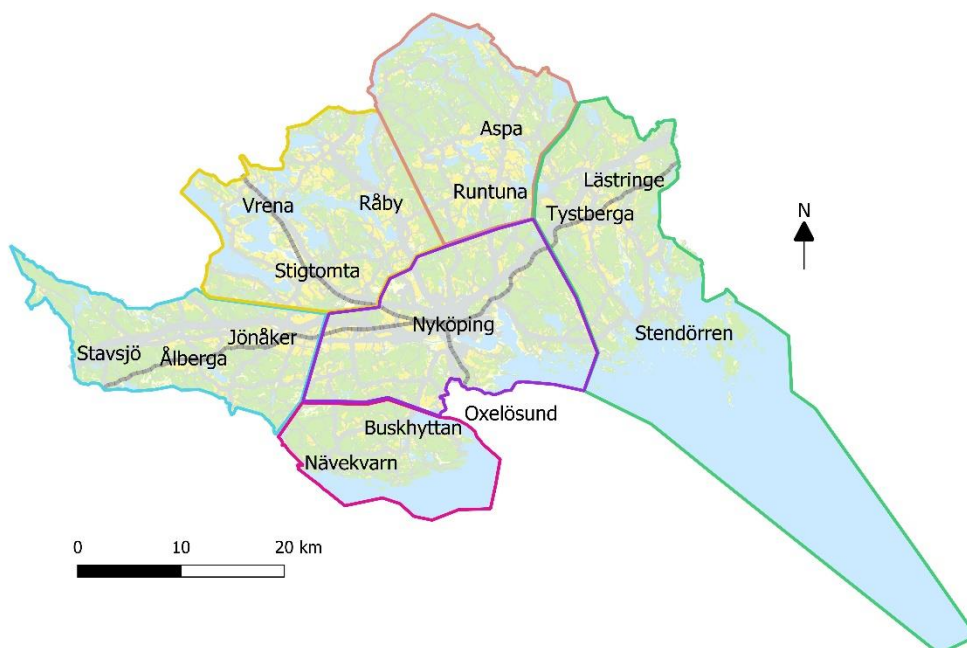 Aspa
Lästringe
Runtuna
Råby
Vrena
Tystberga
N
Stigtomta
Nyköping
Stendörren
Jönåker
Stavsjö
Ålberga
Oxelösund
Buskhyttan
Nävekvarn
0 10 20 km